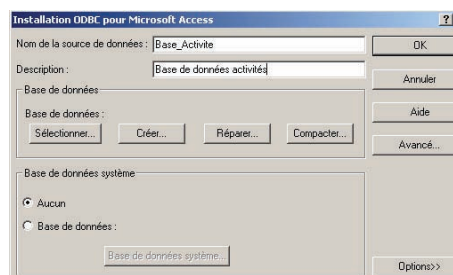 Installation ODBC pour Microsoft Access
?
Nom de la source de données : Base_Activite
OK
Description : Base de données activités
Annuler
Base de données
Base de données :
Aide
Sélectionner... Créer... Réparer... Compacter...
Avancé...
Base de données système
Aucun
Base de données :
Base de données système...
Options>>